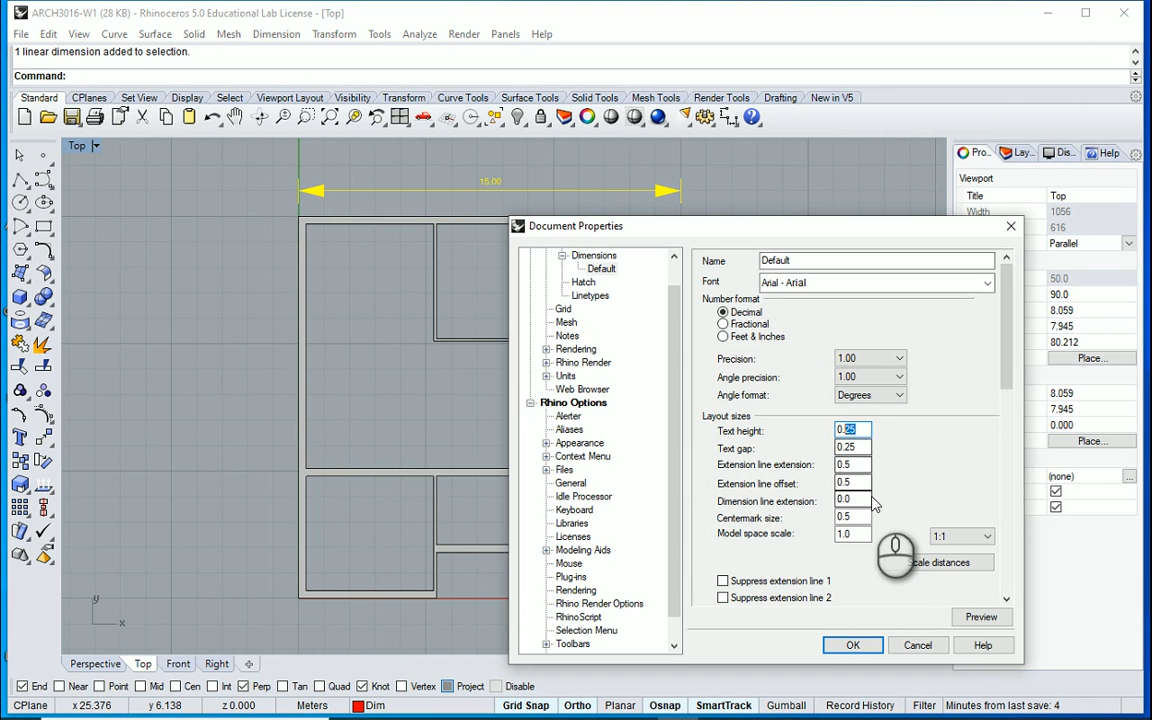 ARCH3016-W1 (28 KB) - Rhinoceros 5.0 Educational Lab License - [Top]
File Edit View Curve Surface Solid Mesh Dimension Transform Tools Analyze Render Panels Help
1 linear dimension added to selection.
Command:
Standard CPlanes Set View Display Select Viewport Layout Visibility Transform Curve Tools Surface Tools Solid Tools Mesh Tools Render Tools Drafting New in V5
Top
15.00
y
x
Pro... Lay... Dis... Help
Viewport
Title Top
Width 1056
616
Parallel
50.0
90.0
8.059
7.945
80.212
Place...
8.059
7.945
0.000
Place...
(none) ...
Document Properties
Dimensions
Default
Hatch
Linetypes
Grid
Mesh
Notes
Rendering
Rhino Render
Units
Web Browser
Rhino Options
Alerter
Aliases
Appearance
Context Menu
Files
General
Idle Processor
Keyboard
Libraries
Licenses
Modeling Aids
Mouse
Plug-ins
Rendering
Rhino Render Options
RhinoScript
Selection Menu
Toolbars
Name Default
Font Arial - Arial
Number format
Decimal
Fractional
Feet & Inches
Precision: 1.00
Angle precision: 1.00
Angle format: Degrees
Layout sizes
Text height: 0.25
Text gap: 0.25
Extension line extension: 0.5
Extension line offset: 0.5
Dimension line extension: 0.0
Centermark size: 0.5
Model space scale: 1.0 1:1
cale distances
Suppress extension line 1
Suppress extension line 2
Preview
OK Cancel Help
Perspective Top Front Right
End Near Point Mid Cen Int Perp Tan Quad Knot Vertex Project Disable
CPlane x 25.376 y 6.138 z 0.000 Meters Dim Grid Snap Ortho Planar Osnap SmartTrack Gumball Record History Filter Minutes from last save: 4